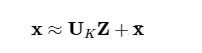 x ≈ U_K Z + x̄